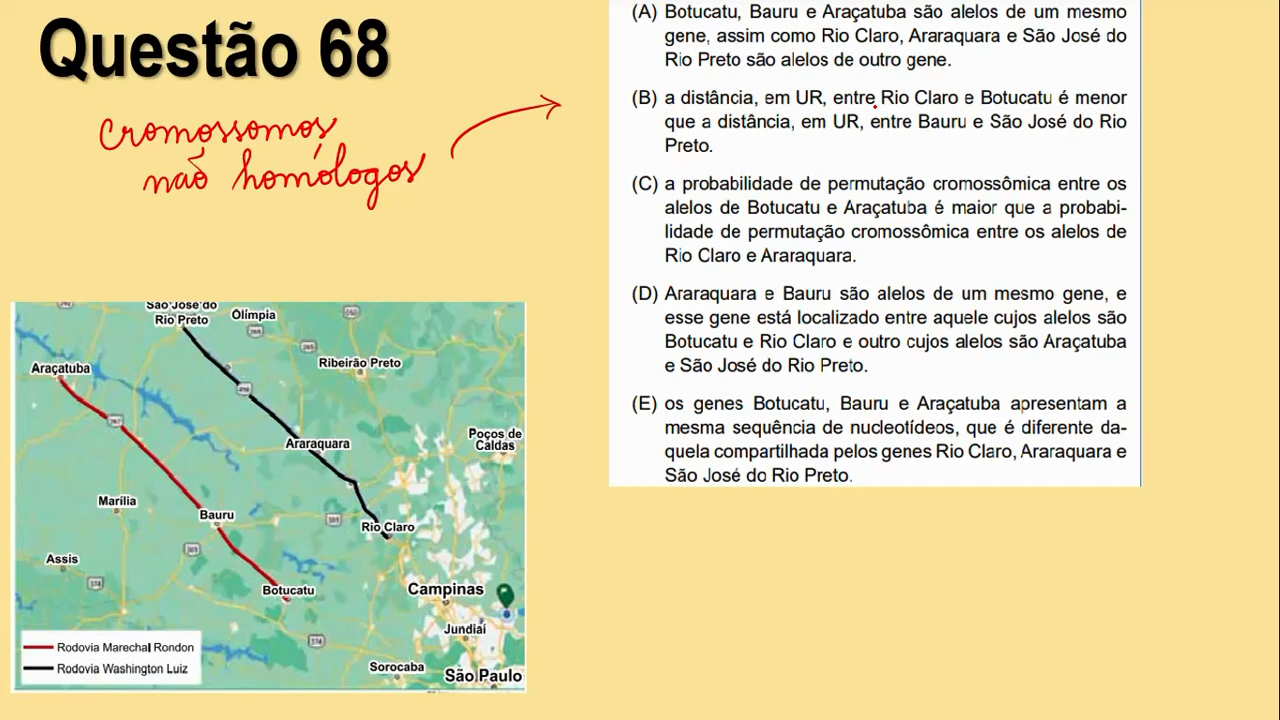 Questão 68
cromossomos
não homólogos
(A) Botucatu, Bauru e Araçatuba são alelos de um mesmo
gene, assim como Rio Claro, Araraquara e São José do
Rio Preto são alelos de outro gene.
(B) a distância, em UR, entre Rio Claro e Botucatu é menor
que a distância, em UR, entre Bauru e São José do Rio
Preto.
(C) a probabilidade de permutação cromossômica entre os
alelos de Botucatu e Araçatuba é maior que a probabi-
lidade de permutação cromossômica entre os alelos de
Rio Claro e Araraquara.
(D) Araraquara e Bauru são alelos de um mesmo gene, e
esse gene está localizado entre aquele cujos alelos são
Botucatu e Rio Claro e outro cujos alelos são Araçatuba
e São José do Rio Preto.
(E) os genes Botucatu, Bauru e Araçatuba apresentam a
mesma sequência de nucleotídeos, que é diferente da-
quela compartilhada pelos genes Rio Claro, Araraquara e
São José do Rio Preto.
São José do
Rio Preto
Olímpia
Ribeirão Preto
Araçatuba
Araraquara
Poços de
Caldas
Marília
Bauru
Rio Claro
Assis
Botucatu
Campinas
Jundiaí
Sorocaba
São Paulo
Rodovia Marechal Rondon
Rodovia Washington Luiz